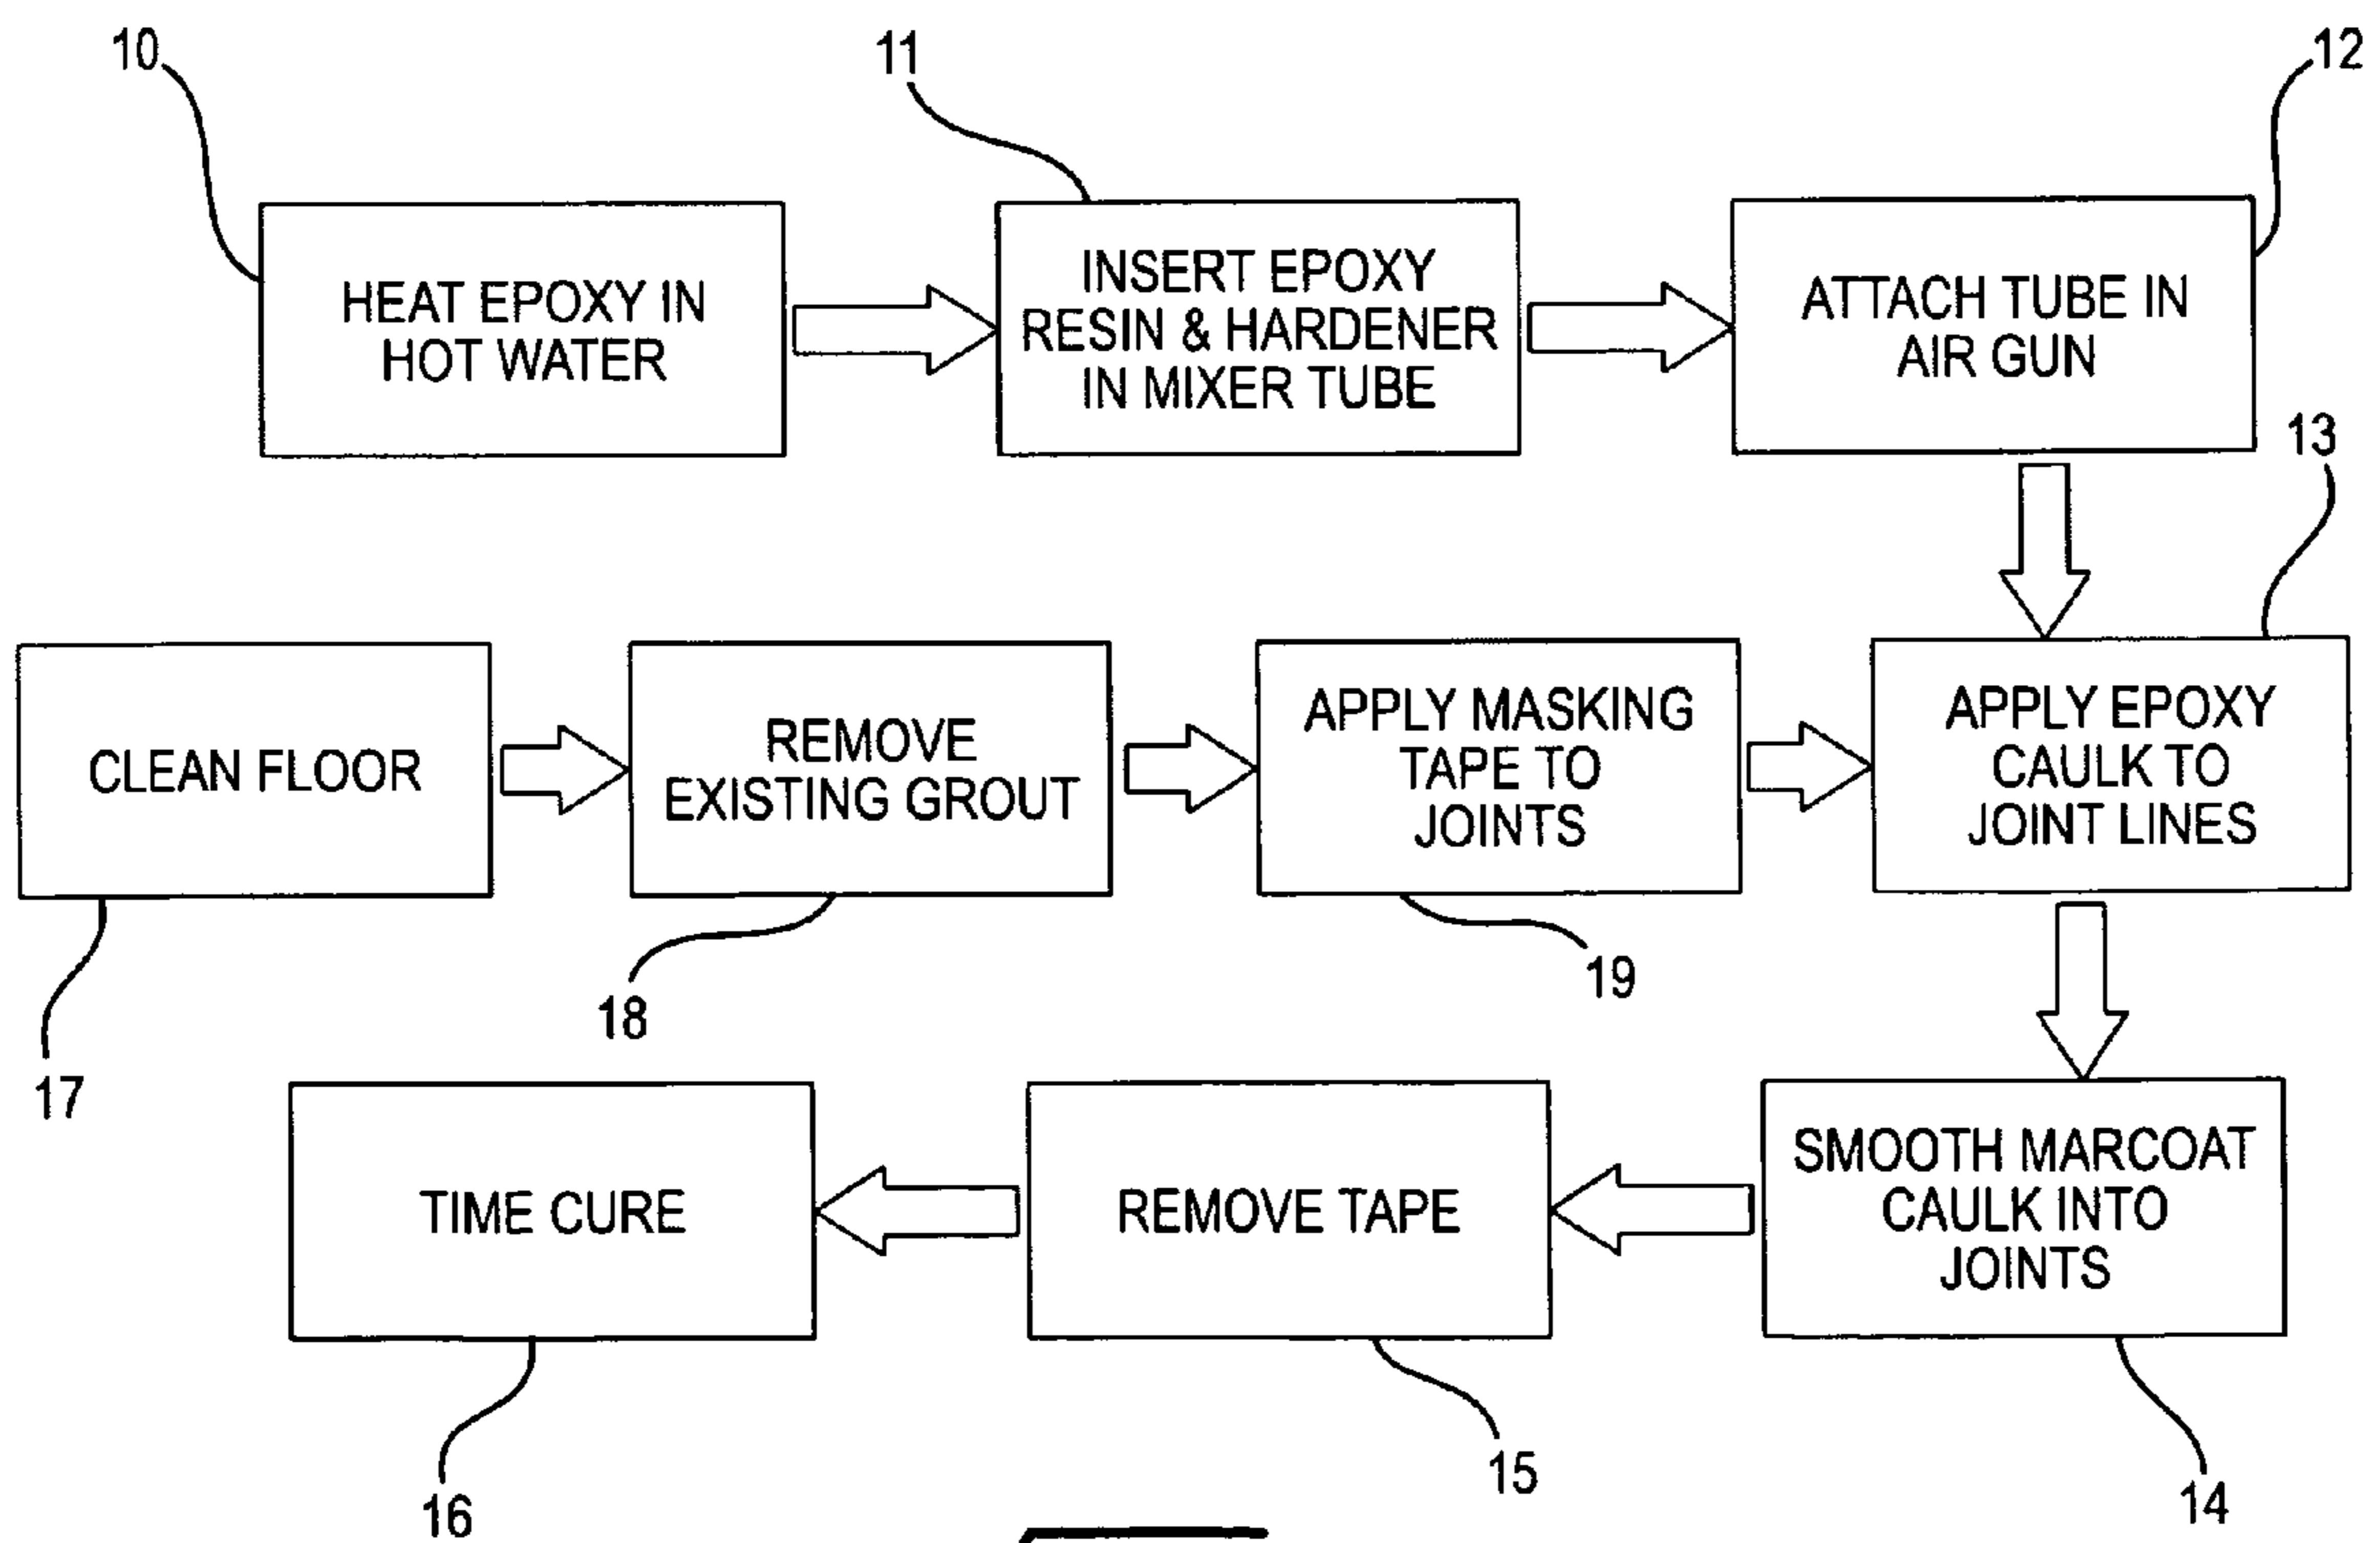 10
11
12
HEAT EPOXY IN
HOT WATER
INSERT EPOXY
RESIN & HARDENER
IN MIXER TUBE
ATTACH TUBE IN
AIR GUN
13
CLEAN FLOOR
REMOVE
EXISTING GROUT
APPLY MASKING
TAPE TO
JOINTS
APPLY EPOXY
CAULK TO
JOINT LINES
17
18
19
TIME CURE
REMOVE TAPE
SMOOTH MARCOAT
CAULK INTO
JOINTS
16
15
14